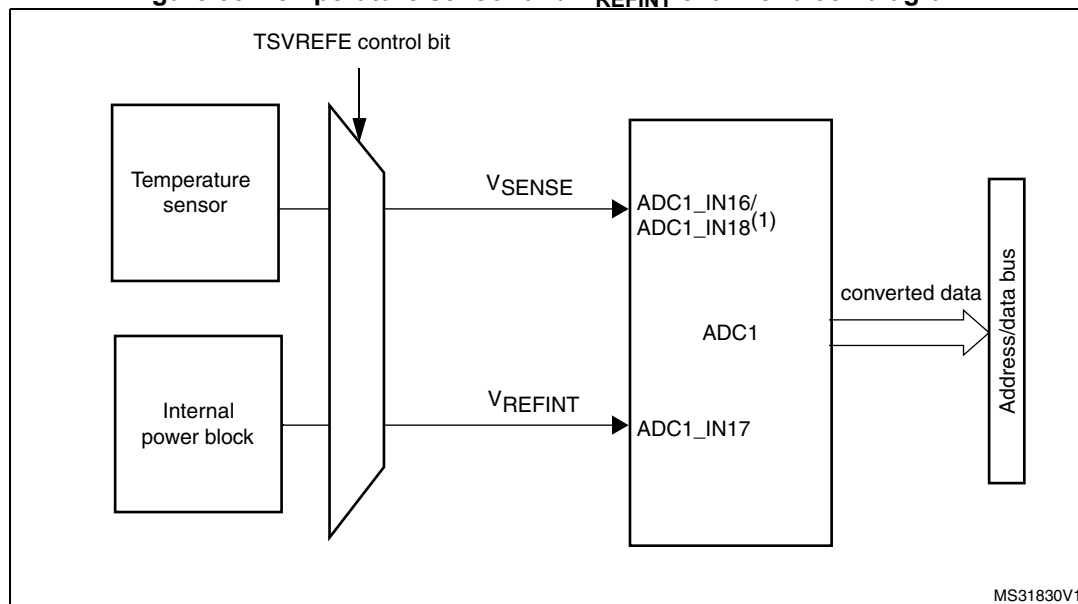 REFINT
TSVREFE control bit
Temperature
sensor
VSENSE
ADC1_IN16/
ADC1_IN18(1)
converted data
Address/data bus
ADC1
Internal
power block
VREFINT
ADC1_IN17
MS31830V1